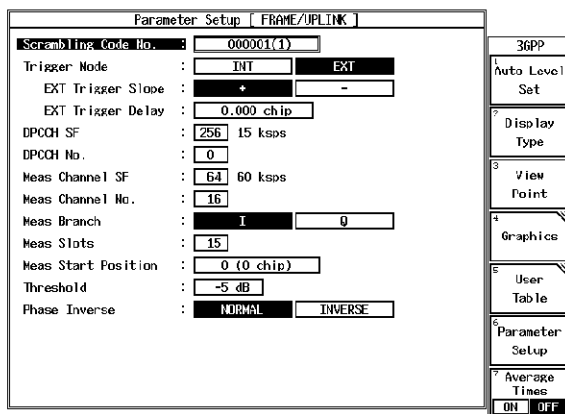 Parameter Setup [ FRAME/UPLINK ]
Scrambling Code No. : 000001(1)
Trigger Mode : INT EXT
EXT Trigger Slope : + -
EXT Trigger Delay : 0.000 chip
DPCCH SF : 256 15 ksps
DPCCH No. : 0
Meas Channel SF : 64 60 ksps
Meas Channel No. : 16
Meas Branch : I Q
Meas Slots : 15
Meas Start Position : 0 (0 chip)
Threshold : -5 dB
Phase Inverse : NORMAL INVERSE
3GPP
1 Auto Level
Set
2 Display
Type
3 View
Point
4 Graphics
5 User
Table
6 Parameter
Setup
7 Average
Times
ON OFF